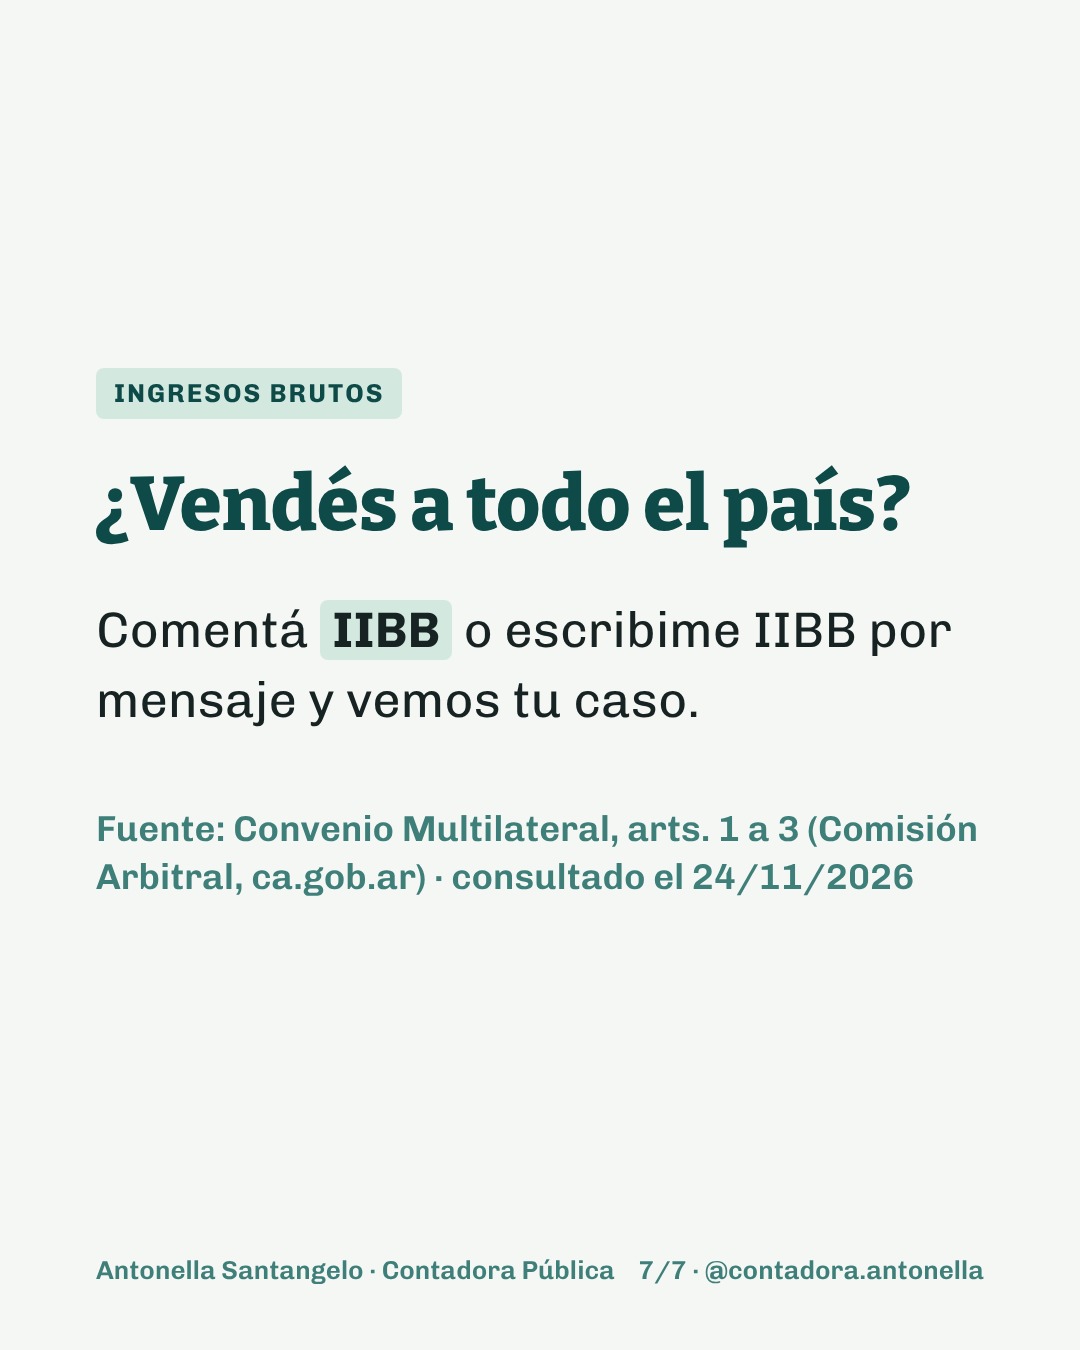 INGRESOS BRUTOS
¿Vendés a todo el país?
Comentá IIBB o escribime IIBB por
mensaje y vemos tu caso.
Fuente: Convenio Multilateral, arts. 1 a 3 (Comisión
Arbitral, ca.gob.ar) · consultado el 24/11/2026
Antonella Santangelo · Contadora Pública 7/7 · @contadora.antonella